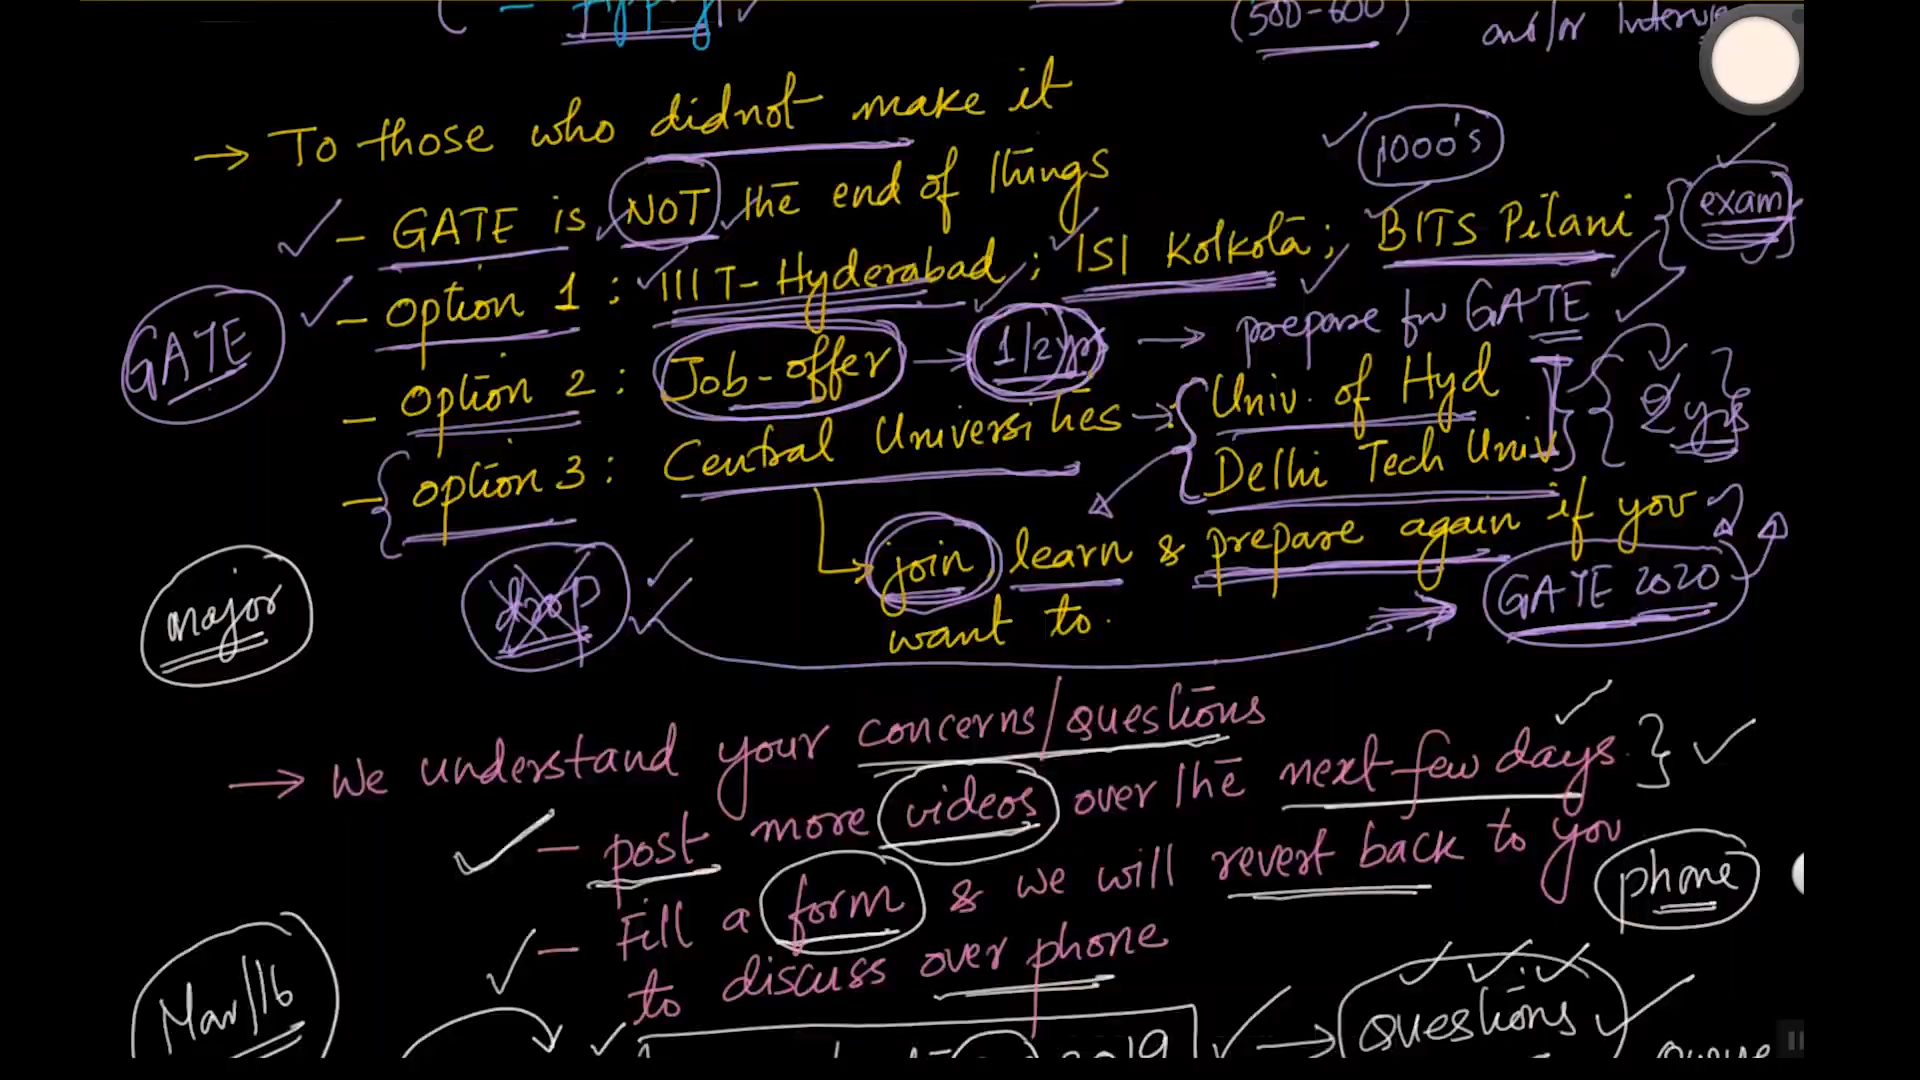 (500-600)
and/or
→ To those who didnot make it
1000's
- GATE is NOT the end of things
exam
- option 1 : IIIT-Hyderabad ; ISI Kolkota ; BITS Pilani
GATE
- option 2 : Job-offer → 1/2yrs → prepare for GATE
- option 3 : Central Universities → { Univ. of Hyd
Delhi Tech Univ } 2 yrs
join learn & prepare again if you
want to.
GATE 2020
major
drop
→ We understand your concerns/questions
- post more videos over the next few days. }
- Fill a form & we will revert back to you
to discuss over phone
phone
Mar/16
2019
→ questions